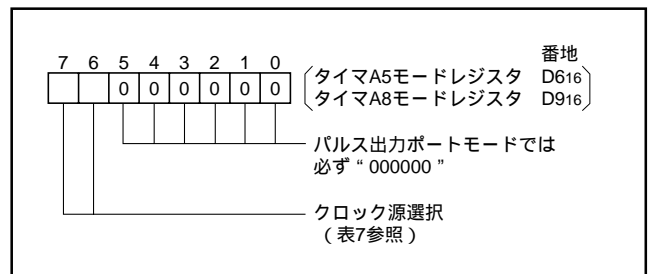 番地
7 6 5 4 3 2 1 0
0 0 0 0 0 0
タイマA5モードレジスタ D616
タイマA8モードレジスタ D916
パルス出力ポートモードでは
必ず“000000”
クロック源選択
(表7参照)